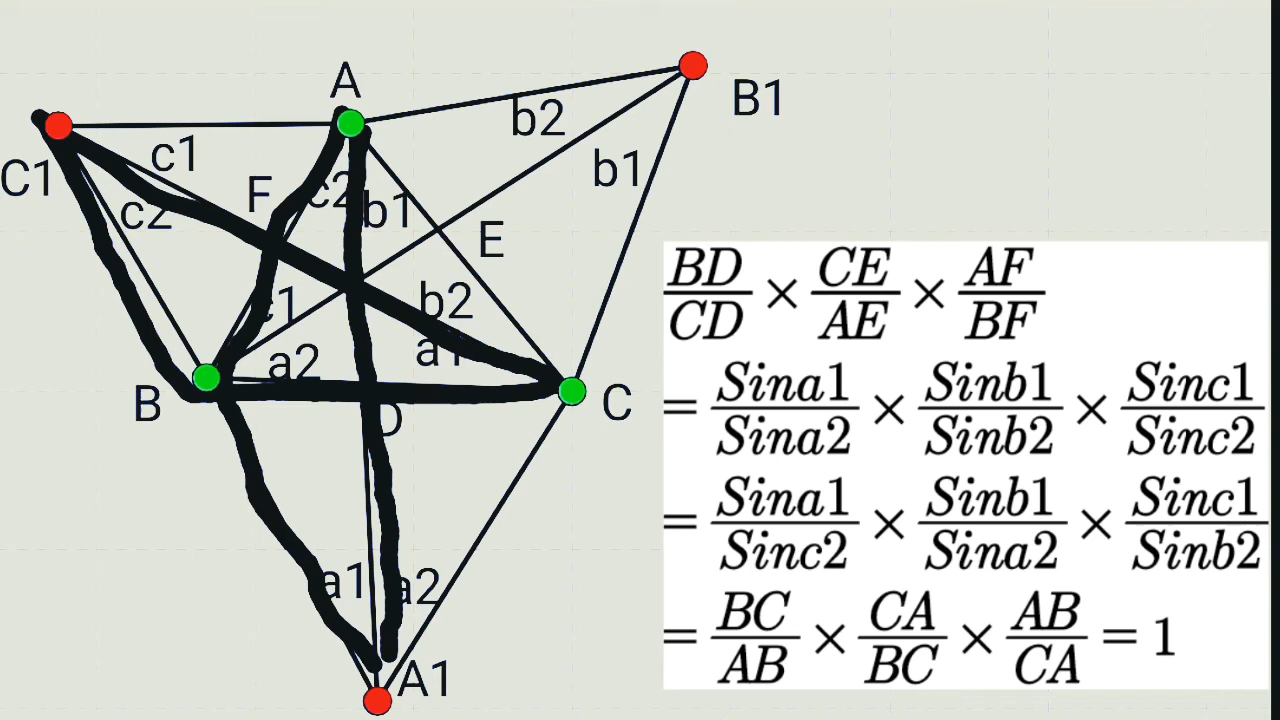 A
B1
b2
c1
C1
b1
F
c2
b1
c2
E
c1
b2
a1
a2
B
C
D
a1
a2
A1
BD/CD × CE/AE × AF/BF
= Sina1/Sina2 × Sinb1/Sinb2 × Sinc1/Sinc2
= Sina1/Sinc2 × Sinb1/Sina2 × Sinc1/Sinb2
= BC/AB × CA/BC × AB/CA = 1